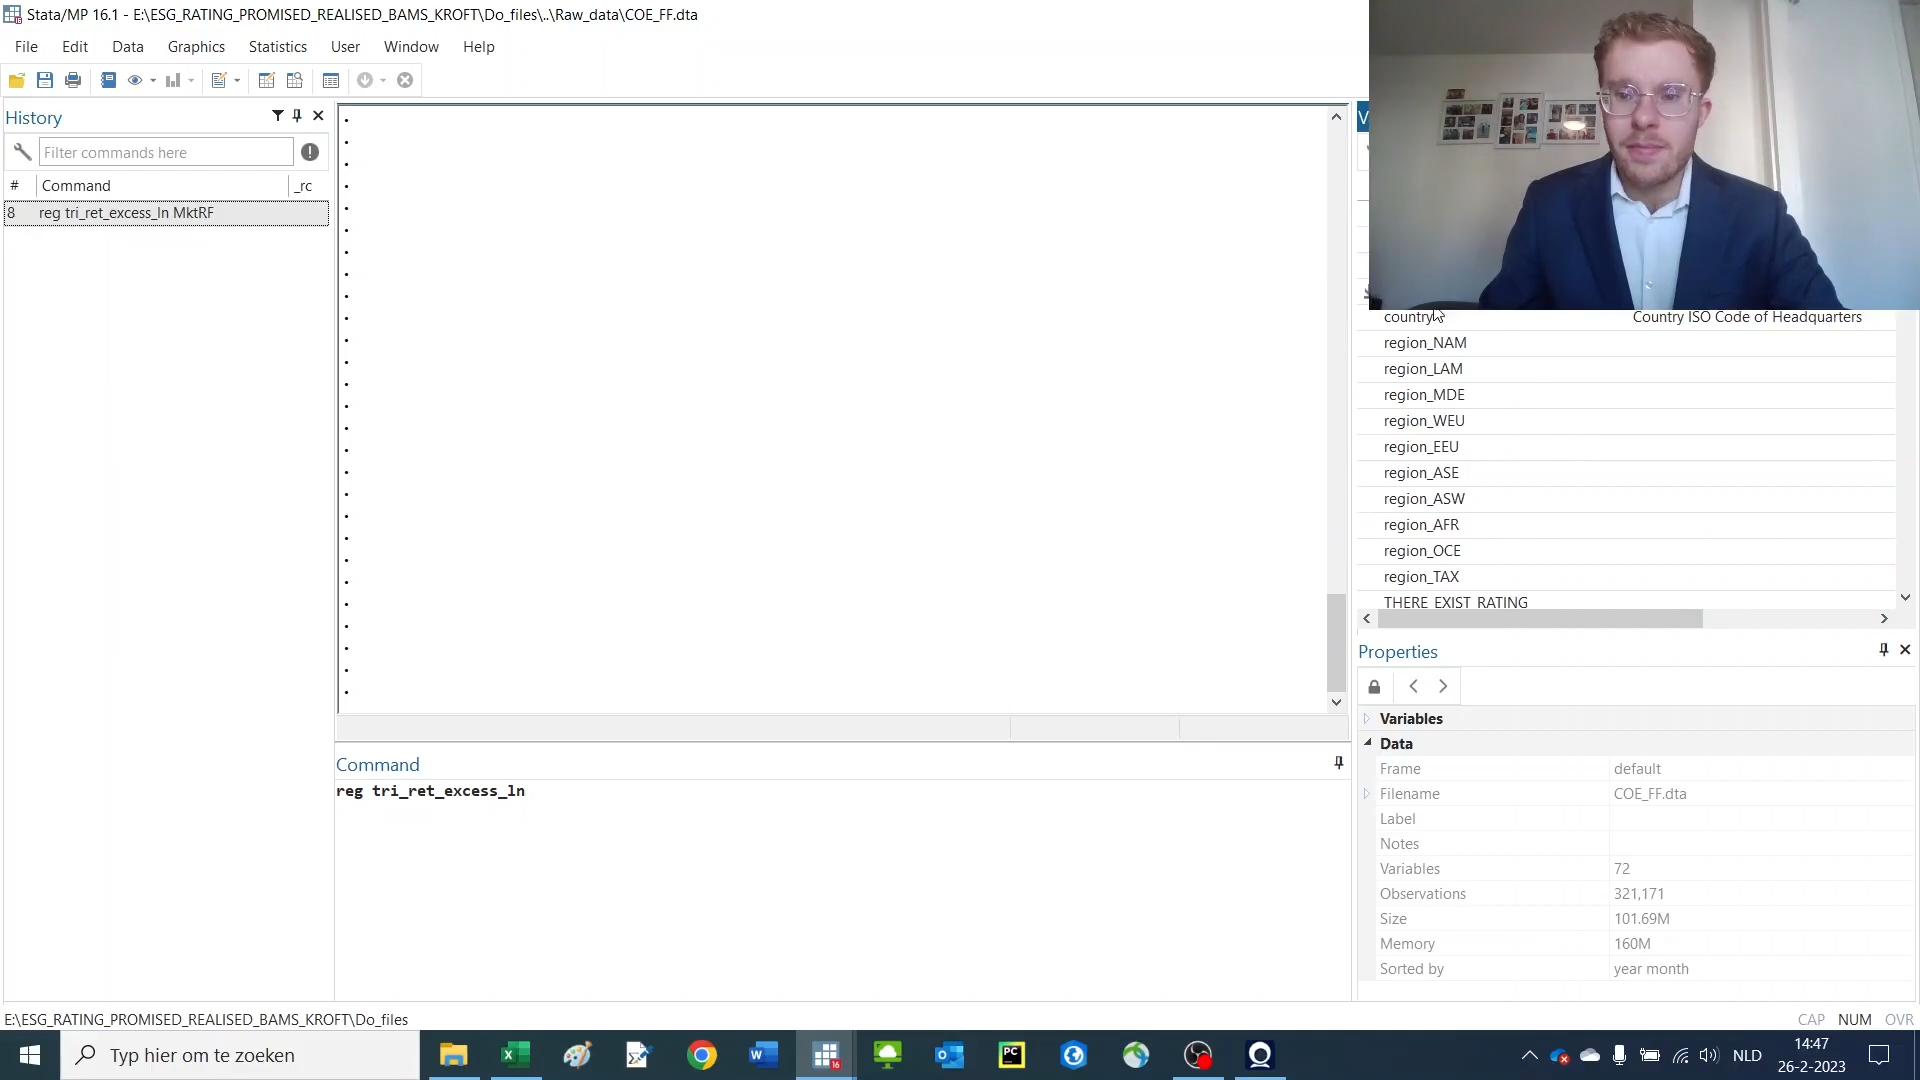 Stata/MP 16.1 - E:\ESG_RATING_PROMISED_REALISED_BAMS_KROFT\Do_files\..\Raw_data\COE_FF.dta
File Edit Data Graphics Statistics User Window Help
History
Filter commands here
# Command _rc
8 reg tri_ret_excess_ln MktRF
country Country ISO Code of Headquarters
region_NAM
region_LAM
region_MDE
region_WEU
region_EEU
region_ASE
region_ASW
region_AFR
region_OCE
region_TAX
THERE_EXIST_RATING
Properties
Variables
Data
Frame default
Filename COE_FF.dta
Label
Notes
Variables 72
Observations 321,171
Size 101.69M
Memory 160M
Sorted by year month
Command
reg tri_ret_excess_ln
E:\ESG_RATING_PROMISED_REALISED_BAMS_KROFT\Do_files
CAP NUM OVR
Typ hier om te zoeken
16
PC
NLD
14:47
26-2-2023